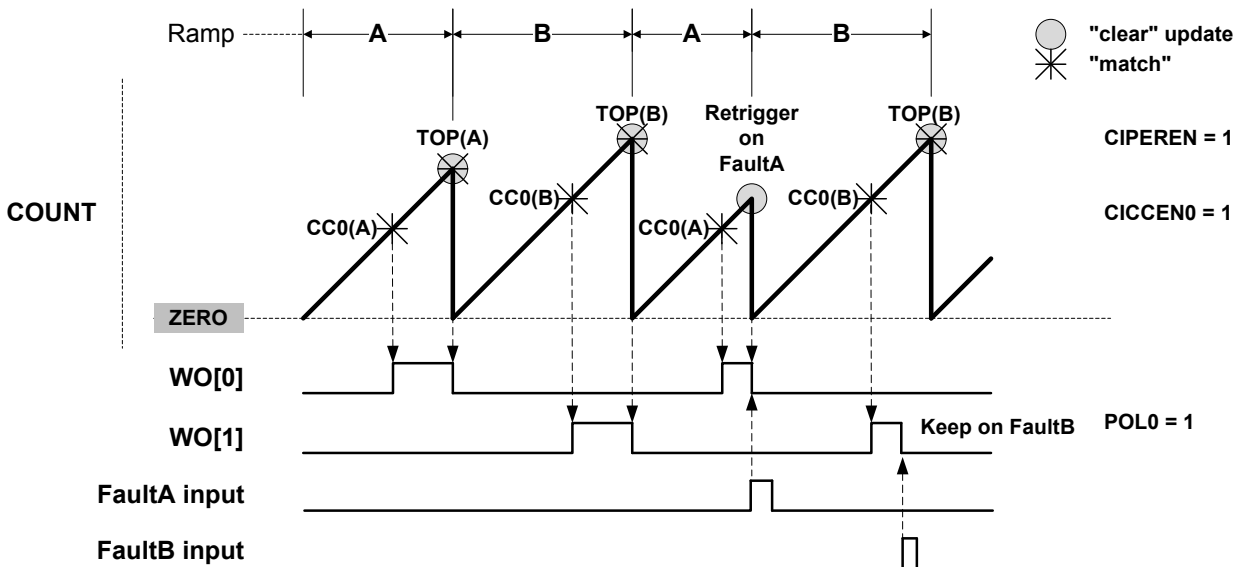 Ramp
A
B
A
B
"clear" update
"match"
TOP(A)
TOP(B)
Retrigger
on
FaultA
TOP(B)
CIPEREN = 1
COUNT
CC0(A)
CC0(B)
CC0(A)
CC0(B)
CICCEN0 = 1
ZERO
WO[0]
WO[1]
Keep on FaultB
POL0 = 1
FaultA input
FaultB input